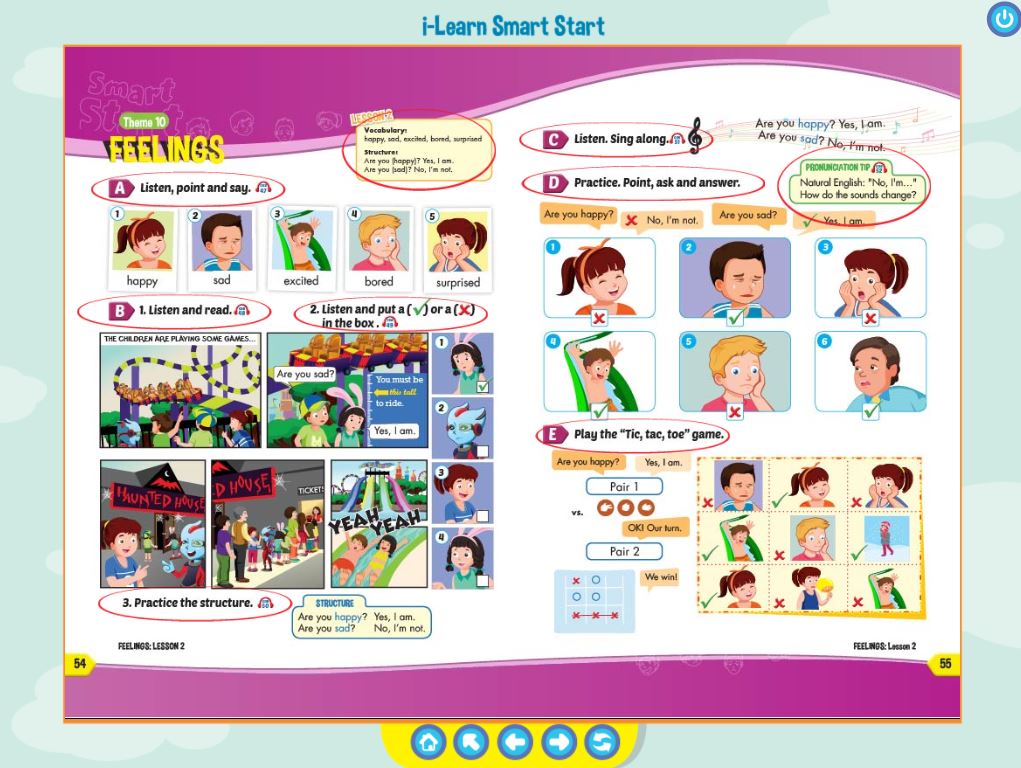 i-Learn Smart Start
Smart
Start
Theme 10
FEELINGS
LESSON 2
Vocabulary:
happy, sad, excited, bored, surprised
Structure:
Are you (happy)? Yes, I am.
Are you (sad)? No, I'm not.
A Listen, point and say.
1
2
3
4
5
happy
sad
excited
bored
surprised
B 1. Listen and read.
2. Listen and put a (✓) or a (✗)
in the box .
THE CHILDREN ARE PLAYING SOME GAMES...
Are you sad?
You must be
this tall
to ride.
Yes, I am.
1
2
3
4
HAUNTED HOUSE
D HOUSE
TICKETS
YEAH YEAH
3. Practice the structure.
STRUCTURE
Are you happy? Yes, I am.
Are you sad? No, I'm not.
FEELINGS: LESSON 2
54
C Listen. Sing along.
Are you happy? Yes, I am.
Are you sad? No, I'm not.
D Practice. Point, ask and answer.
PRONUNCIATION TIP
Natural English: "No, I'm..."
How do the sounds change?
Are you happy?
No, I'm not.
Are you sad?
Yes, I am.
1
2
3
4
5
6
E Play the "Tic, tac, toe" game.
Are you happy?
Yes, I am.
Pair 1
vs.
OK! Our turn.
Pair 2
We win!
FEELINGS: Lesson 2
55